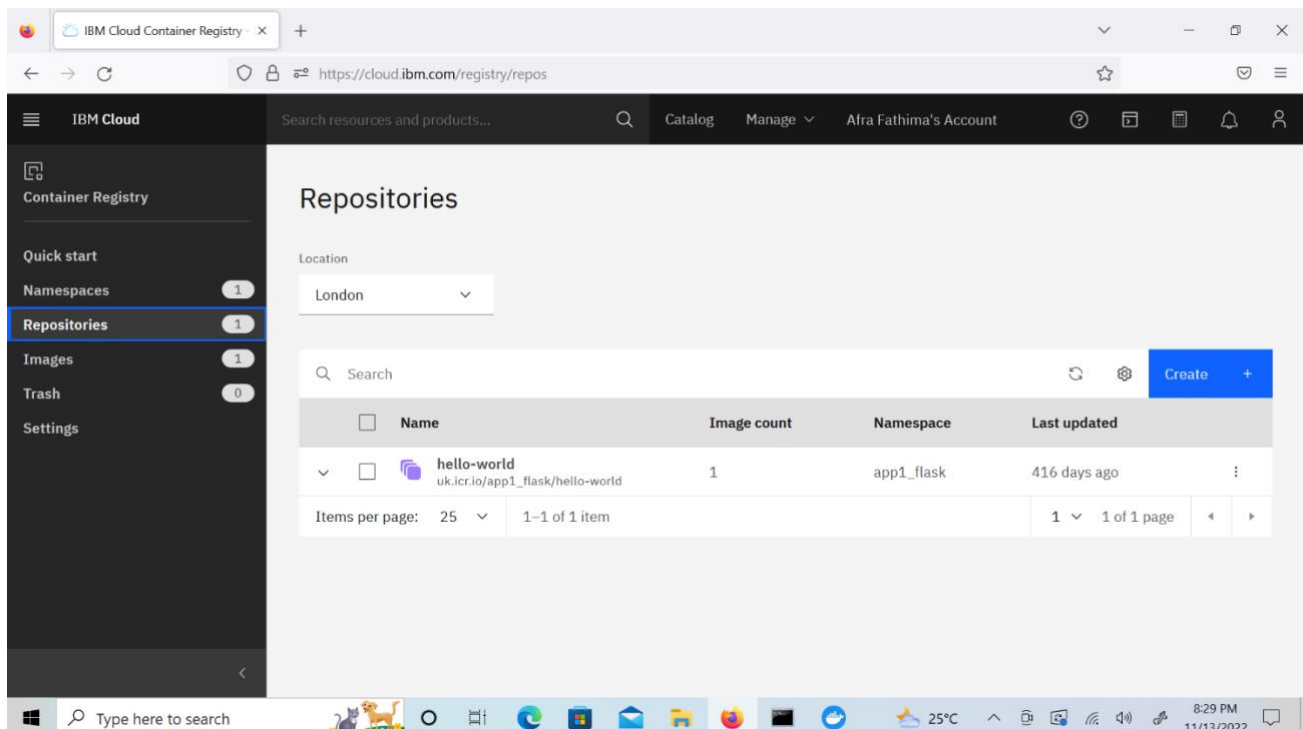 IBM Cloud Container Registry -
https://cloud.ibm.com/registry/repos
IBM Cloud
Search resources and products...
Catalog
Manage
Afra Fathima's Account
Container Registry
Quick start
Namespaces 1
Repositories 1
Images 1
Trash 0
Settings
Repositories
Location
London
Search
Create +
Name Image count Namespace Last updated
hello-world
uk.icr.io/app1_flask/hello-world
1 app1_flask 416 days ago
Items per page: 25 1–1 of 1 item 1 1 of 1 page
Type here to search
25°C
8:29 PM
11/13/2022